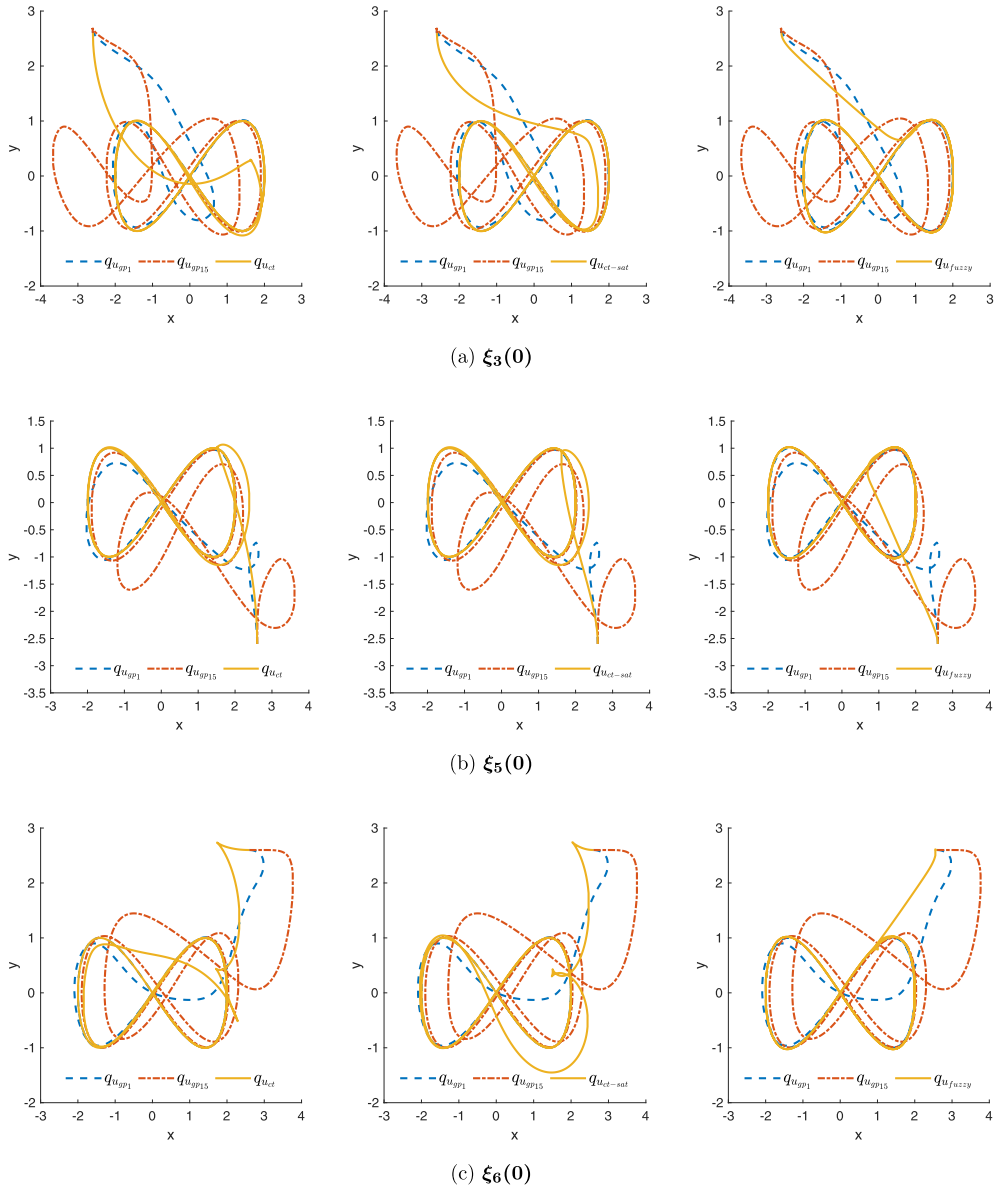 3
2
1
0
-1
-2
y
-4 -3 -2 -1 0 1 2 3
x
q_{u_{gp_1}} q_{u_{gp_{15}}} q_{u_{ct}}
3
2
1
0
-1
-2
y
-4 -3 -2 -1 0 1 2 3
x
q_{u_{gp_1}} q_{u_{gp_{15}}} q_{u_{ct-sat}}
3
2
1
0
-1
-2
y
-4 -3 -2 -1 0 1 2 3
x
q_{u_{gp_1}} q_{u_{gp_{15}}} q_{u_{fuzzy}}
(a) ξ₃(0)
1.5
1
0.5
0
-0.5
-1
-1.5
-2
-2.5
-3
-3.5
y
-3 -2 -1 0 1 2 3 4
x
q_{u_{gp_1}} q_{u_{gp_{15}}} q_{u_{ct}}
1.5
1
0.5
0
-0.5
-1
-1.5
-2
-2.5
-3
-3.5
y
-3 -2 -1 0 1 2 3 4
x
q_{u_{gp_1}} q_{u_{gp_{15}}} q_{u_{ct-sat}}
1.5
1
0.5
0
-0.5
-1
-1.5
-2
-2.5
-3
-3.5
y
-3 -2 -1 0 1 2 3 4
x
q_{u_{gp_1}} q_{u_{gp_{15}}} q_{u_{fuzzy}}
(b) ξ₅(0)
3
2
1
0
-1
-2
y
-3 -2 -1 0 1 2 3 4
x
q_{u_{gp_1}} q_{u_{gp_{15}}} q_{u_{ct}}
3
2
1
0
-1
-2
y
-3 -2 -1 0 1 2 3 4
x
q_{u_{gp_1}} q_{u_{gp_{15}}} q_{u_{ct-sat}}
3
2
1
0
-1
-2
y
-3 -2 -1 0 1 2 3 4
x
q_{u_{gp_1}} q_{u_{gp_{15}}} q_{u_{fuzzy}}
(c) ξ₆(0)